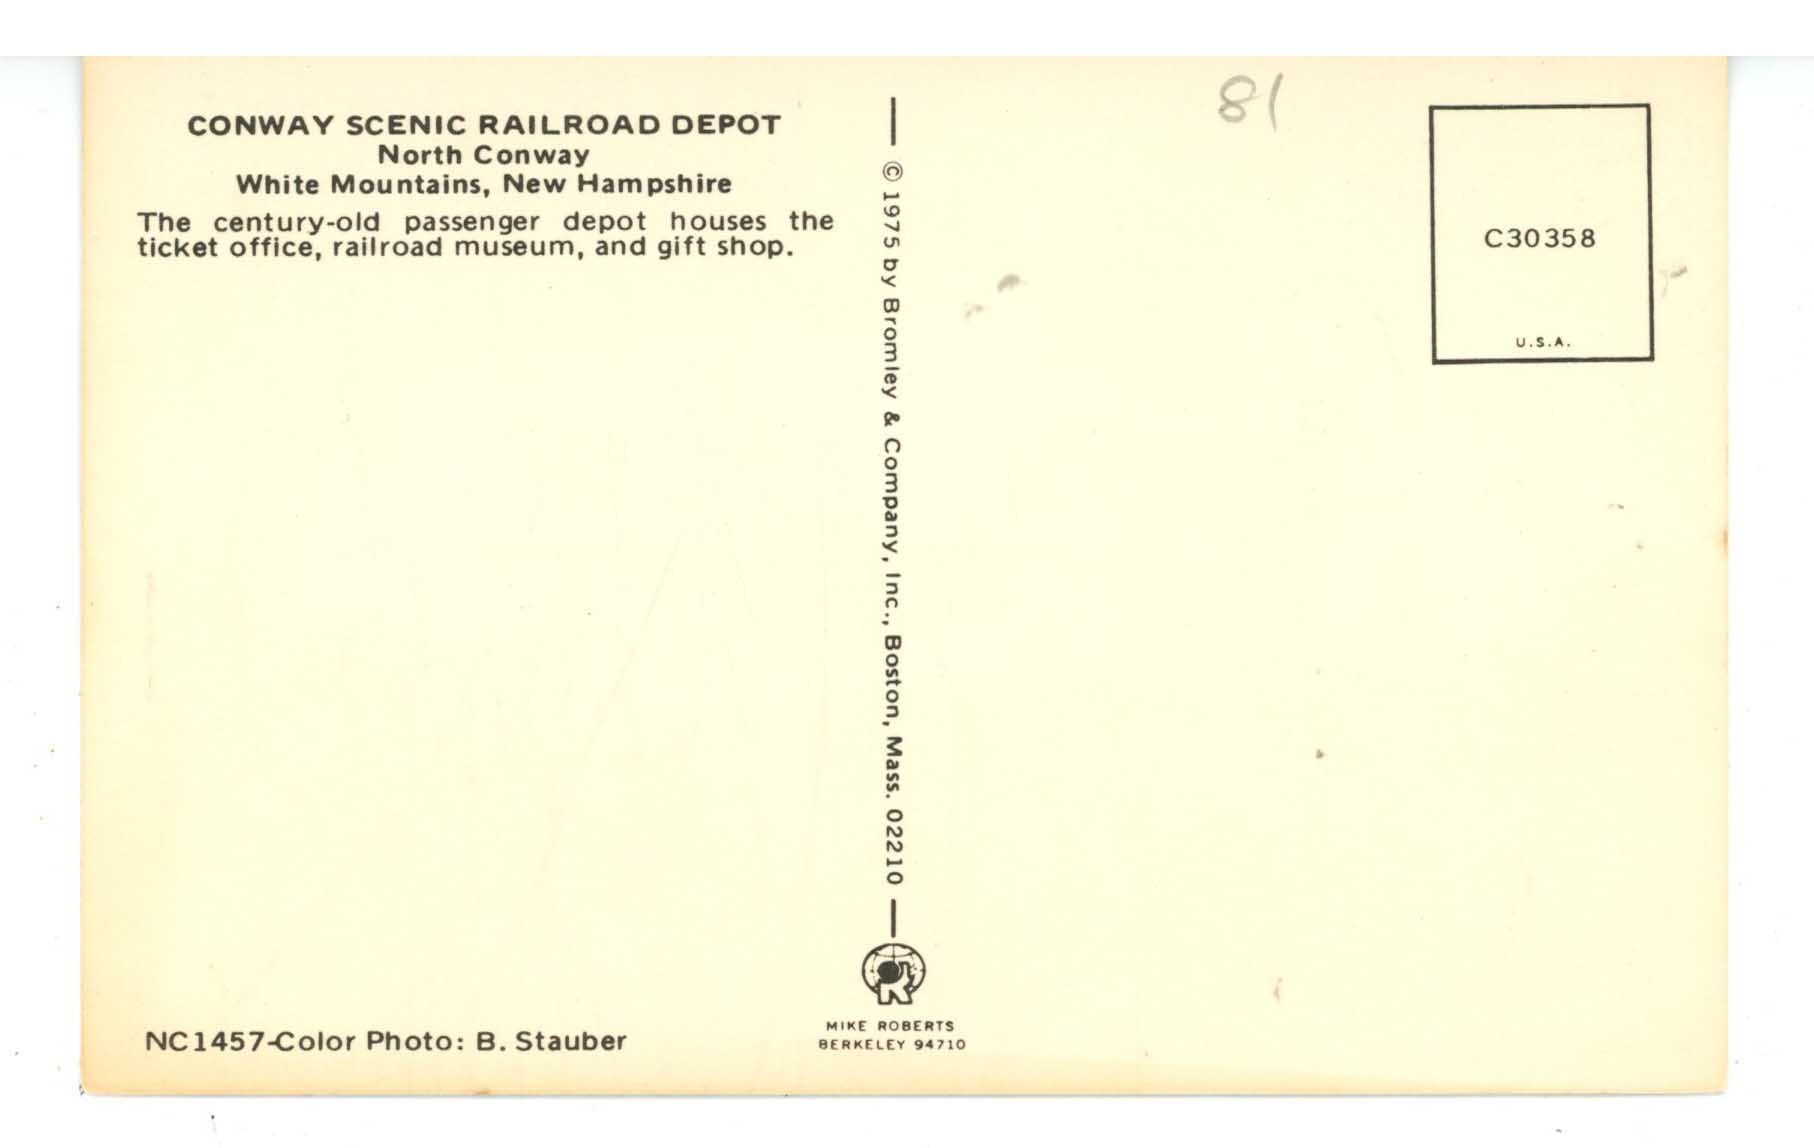 CONWAY SCENIC RAILROAD DEPOT
North Conway
White Mountains, New Hampshire
The century-old passenger depot houses the
ticket office, railroad museum, and gift shop.
NC1457-Color Photo: B. Stauber
© 1975 by Bromley & Company, Inc., Boston, Mass. 02210
R
MIKE ROBERTS
BERKELEY 94710
81
C30358
U.S.A.